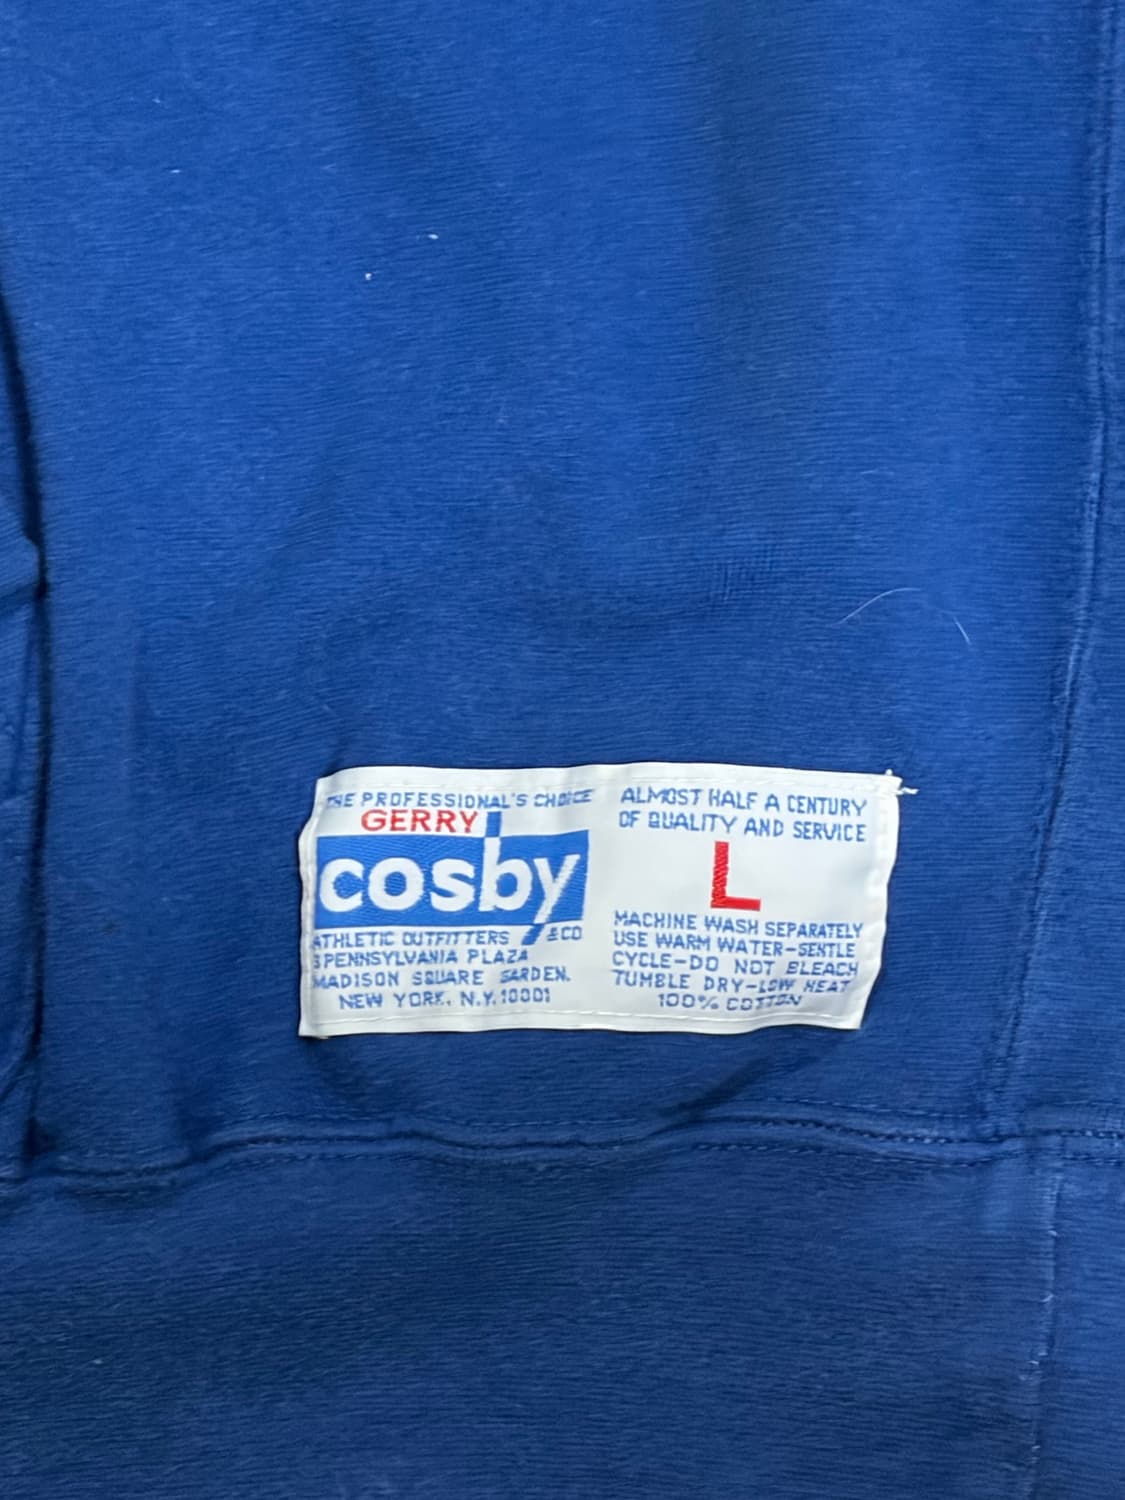 THE PROFESSIONAL'S CHOICE
GERRY
cosby
ATHLETIC OUTFITTERS &CO
3 PENNSYLVANIA PLAZA
MADISON SQUARE GARDEN.
NEW YORK, N.Y. 10001
ALMOST HALF A CENTURY
OF QUALITY AND SERVICE
L
MACHINE WASH SEPARATELY
USE WARM WATER-GENTLE
CYCLE-DO NOT BLEACH
TUMBLE DRY-LOW HEAT
100% COTTON